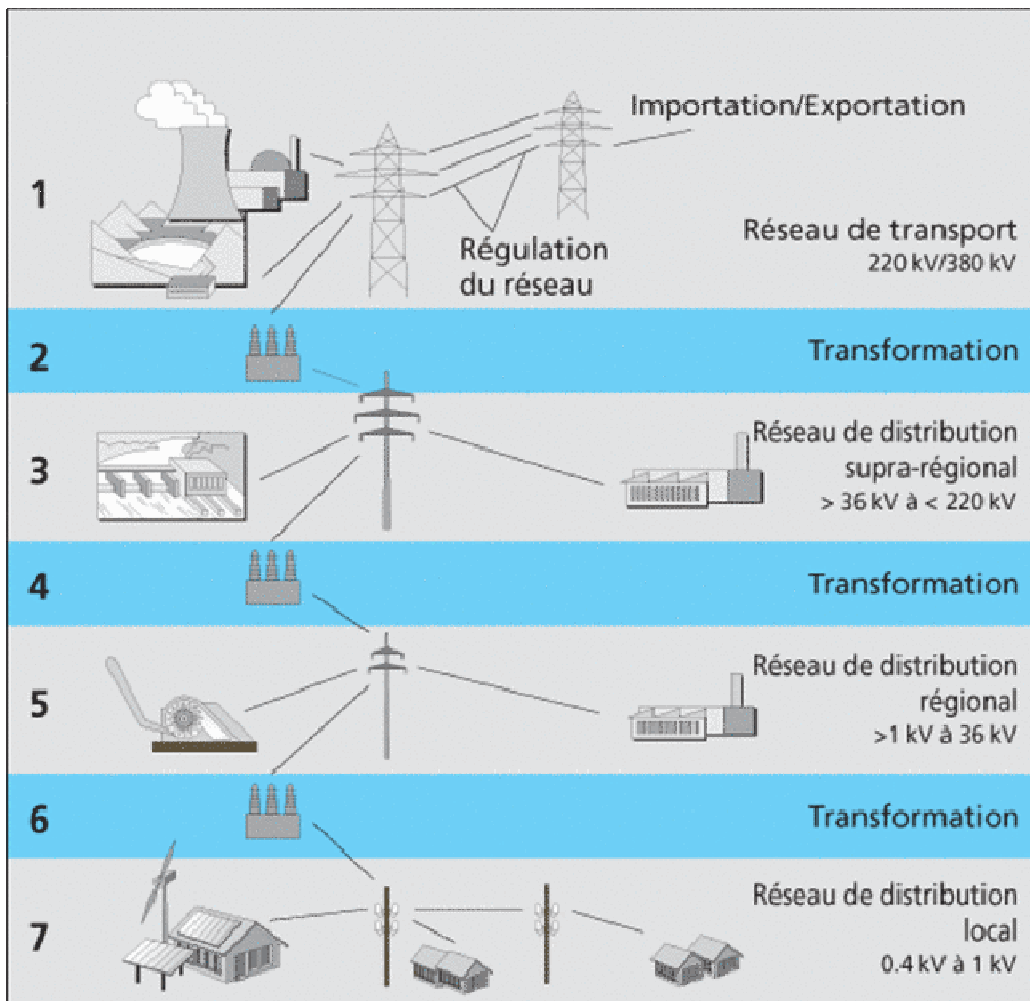 Importation/Exportation
1
Régulation
du réseau
Réseau de transport
220 kV/380 kV
2
Transformation
3
Réseau de distribution
supra-régional
> 36 kV à < 220 kV
4
Transformation
5
Réseau de distribution
régional
>1 kV à 36 kV
6
Transformation
7
Réseau de distribution
local
0.4 kV à 1 kV